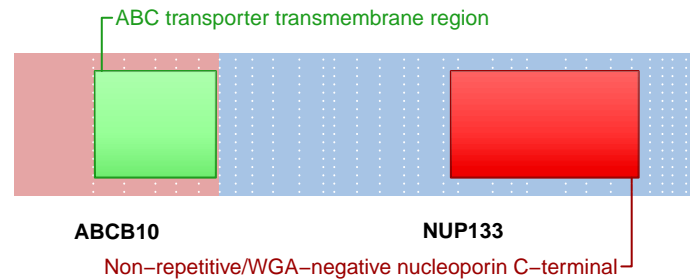 ABC transporter transmembrane region
ABCB10 NUP133
Non−repetitive/WGA−negative nucleoporin C−terminal